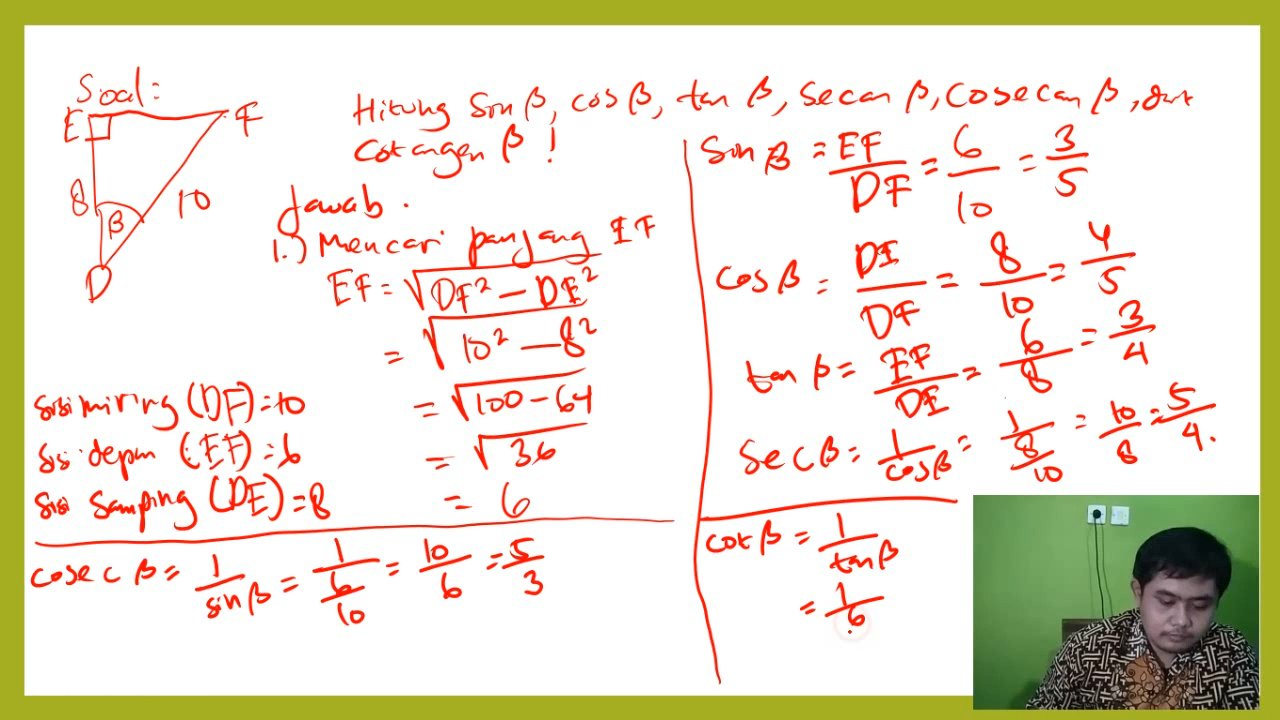 Soal:
E F
8 10
β
D
Hitung Sin β, cos β, tan β, secan β, cosecan β, dan
cotangen β !
Jawab.
1.) Mencari panjang EF
EF = √DF² − DE²
= √10² − 8²
= √100 − 64
= √36
= 6
sisi miring (DF) = 10
sisi depan (EF) = 6
sisi samping (DE) = 8
cosec β = 1/sin β = 1/(6/10) = 10/6 = 5/3
Sin β = EF/DF = 6/10 = 3/5
cos β = DE/DF = 8/10 = 4/5
tan β = EF/DE = 6/8 = 3/4
Sec β = 1/cos β = 1/(8/10) = 10/8 = 5/4.
cot β = 1/tan β
= 1/6